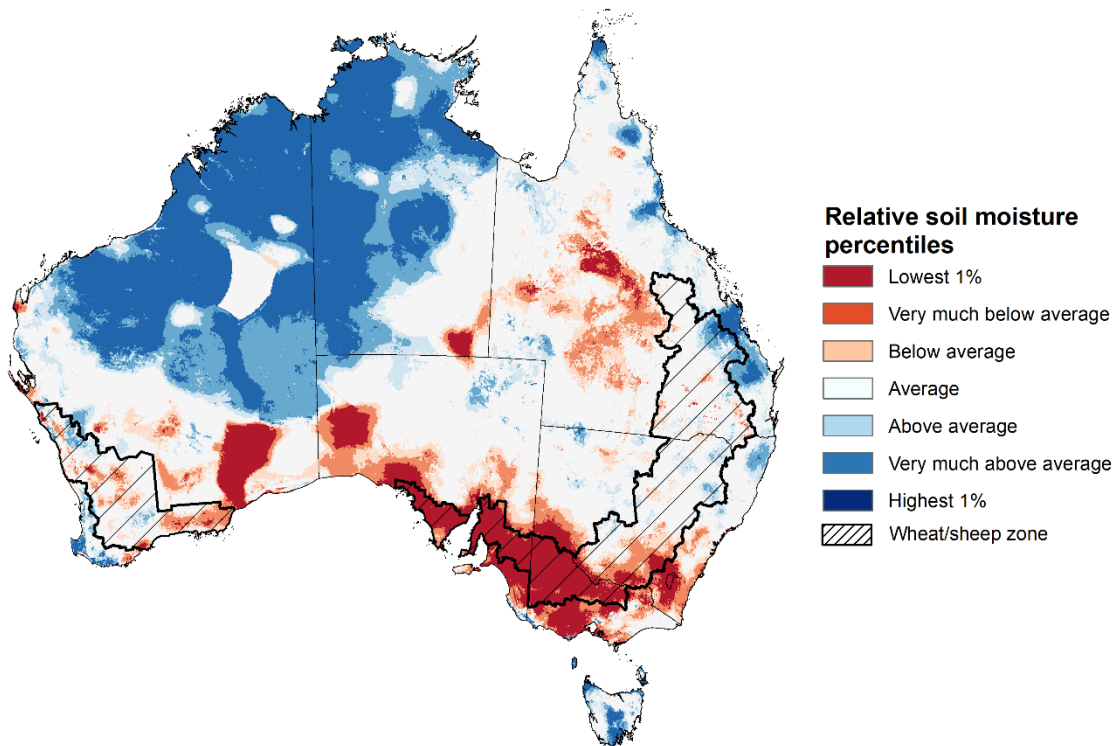 Relative soil moisture
percentiles
Lowest 1%
Very much below average
Below average
Average
Above average
Very much above average
Highest 1%
Wheat/sheep zone